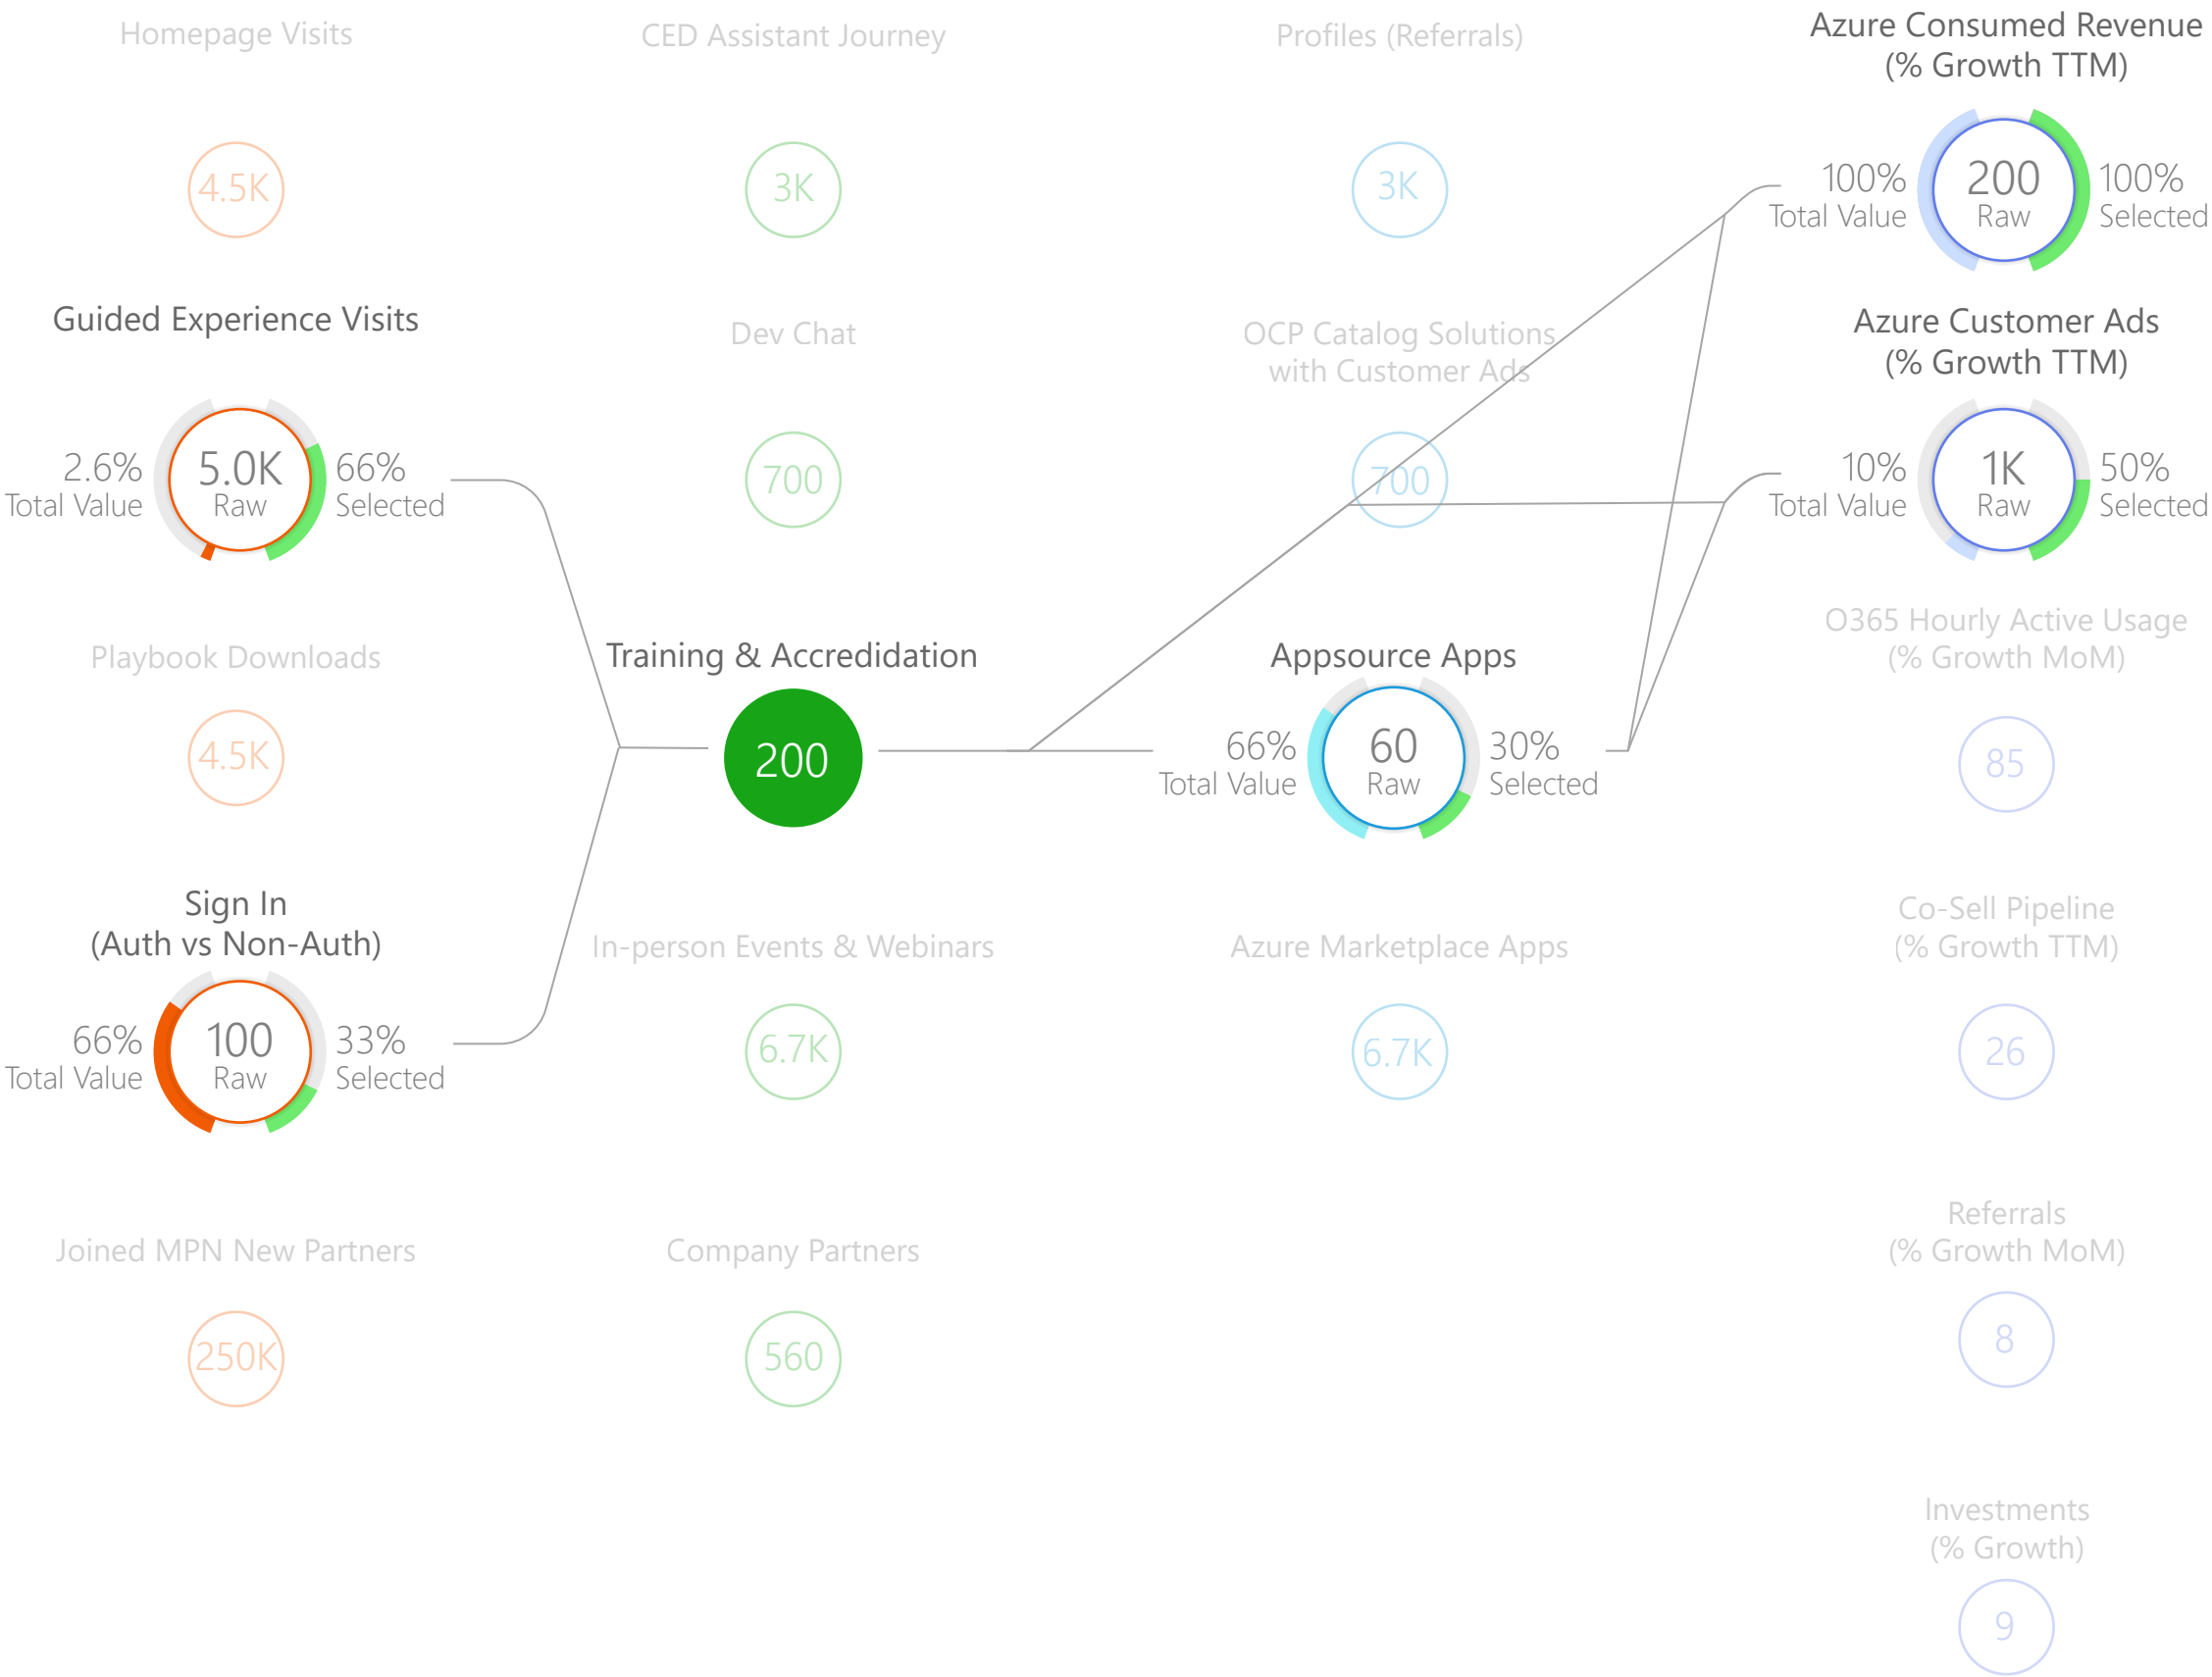 Homepage Visits
4.5K
Guided Experience Visits
2.6%
Total Value
5.0K
Raw
66%
Selected
Playbook Downloads
4.5K
Sign In
(Auth vs Non-Auth)
66%
Total Value
100
Raw
33%
Selected
Joined MPN New Partners
250K
CED Assistant Journey
3K
Dev Chat
700
Training & Accredidation
200
In-person Events & Webinars
6.7K
Company Partners
560
Profiles (Referrals)
3K
OCP Catalog Solutions
with Customer Ads
700
Appsource Apps
66%
Total Value
60
Raw
30%
Selected
Azure Marketplace Apps
6.7K
Azure Consumed Revenue
(% Growth TTM)
100%
Total Value
200
Raw
100%
Selected
Azure Customer Ads
(% Growth TTM)
10%
Total Value
1K
Raw
50%
Selected
O365 Hourly Active Usage
(% Growth MoM)
85
Co-Sell Pipeline
(% Growth TTM)
26
Referrals
(% Growth MoM)
8
Investments
(% Growth)
9